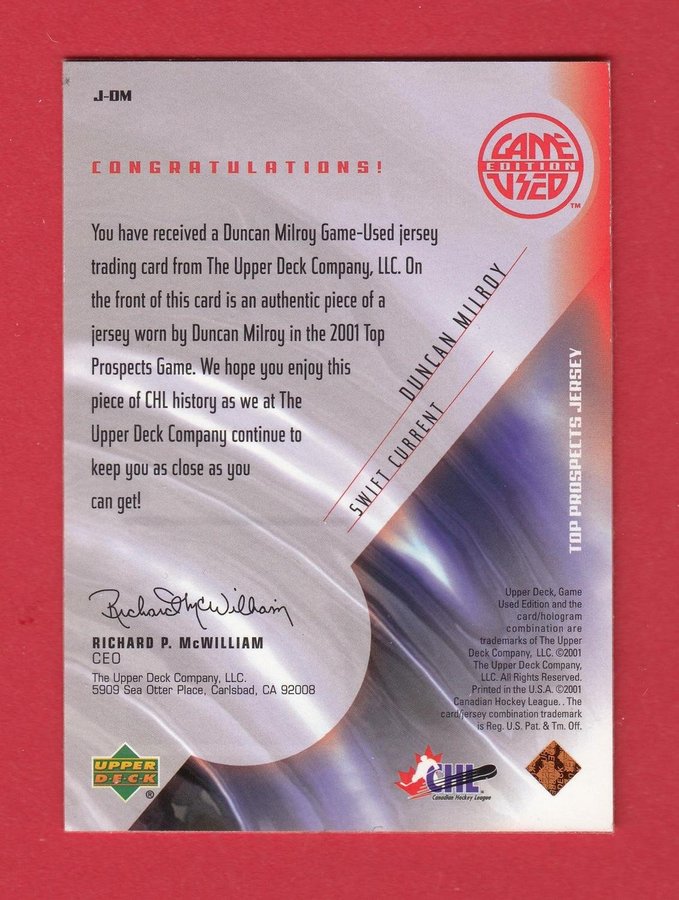 J-DM
CONGRATULATIONS!
GAME
EDITION
USED
TM
You have received a Duncan Milroy Game-Used jersey
trading card from The Upper Deck Company, LLC. On
the front of this card is an authentic piece of a
jersey worn by Duncan Milroy in the 2001 Top
Prospects Game. We hope you enjoy this
piece of CHL history as we at The
Upper Deck Company continue to
keep you as close as you
can get!
DUNCAN MILROY
SWIFT CURRENT
TOP PROSPECTS JERSEY
Richard McWilliam
RICHARD P. McWILLIAM
CEO
The Upper Deck Company, LLC.
5909 Sea Otter Place, Carlsbad, CA 92008
Upper Deck, Game
Used Edition and the
card/hologram
combination are
trademarks of The Upper
Deck Company, LLC. ©2001
The Upper Deck Company,
LLC. All Rights Reserved.
Printed in the U.S.A. ©2001
Canadian Hockey League. . The
card/jersey combination trademark
is Reg. U.S. Pat. & Tm. Off.
UPPER
DECK
®
CHL
Canadian Hockey League